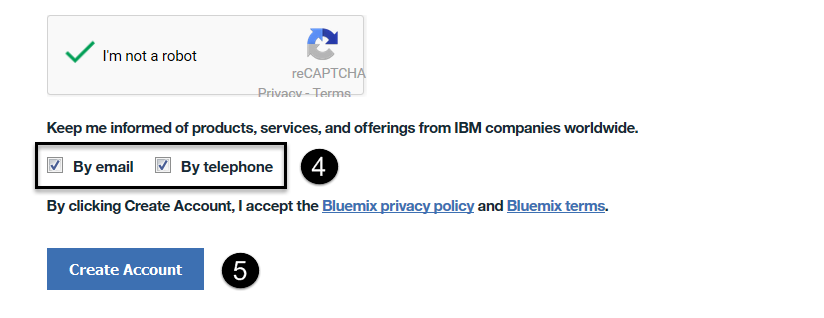 I'm not a robot
reCAPTCHA
Privacy - Terms
Keep me informed of products, services, and offerings from IBM companies worldwide.
By email By telephone 4
By clicking Create Account, I accept the Bluemix privacy policy and Bluemix terms.
Create Account 5